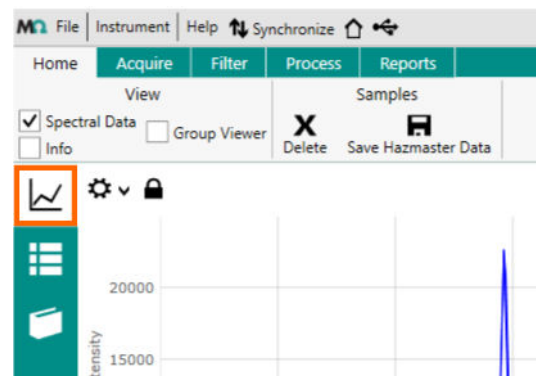 MΩ File Instrument Help Synchronize
Home Acquire Filter Process Reports
View Samples
Spectral Data Group Viewer
Info
Delete Save Hazmaster Data
20000
15000